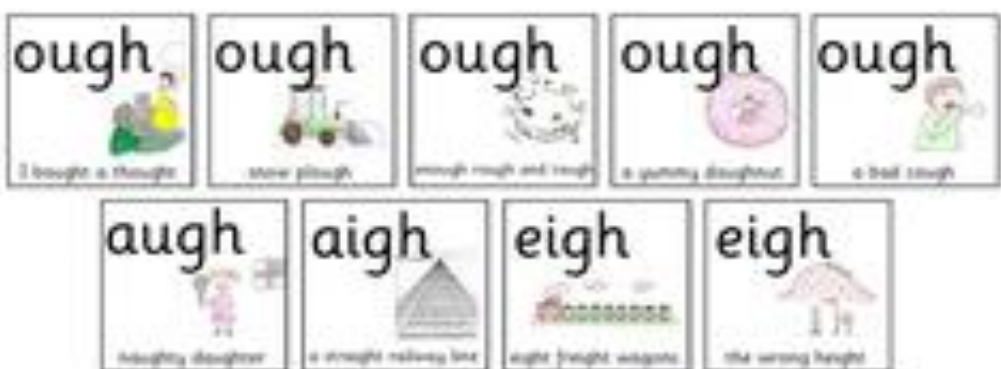 ough
I bought a thought
ough
snow plough
ough
enough rough and tough
ough
a yummy doughnut
ough
a bad cough
augh
naughty daughter
aigh
a straight railway line
eigh
eight freight wagons
eigh
the wrong height